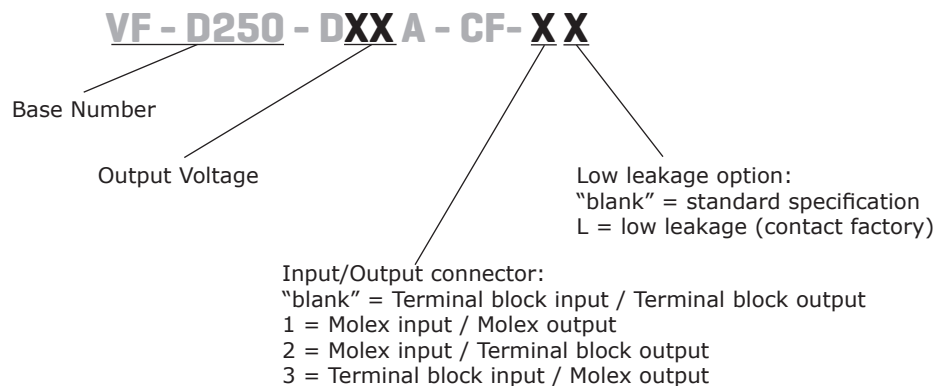 VF - D250 - DXX A - CF- X X
Base Number
Output Voltage
Low leakage option:
“blank” = standard specification
L = low leakage (contact factory)
Input/Output connector:
“blank” = Terminal block input / Terminal block output
1 = Molex input / Molex output
2 = Molex input / Terminal block output
3 = Terminal block input / Molex output